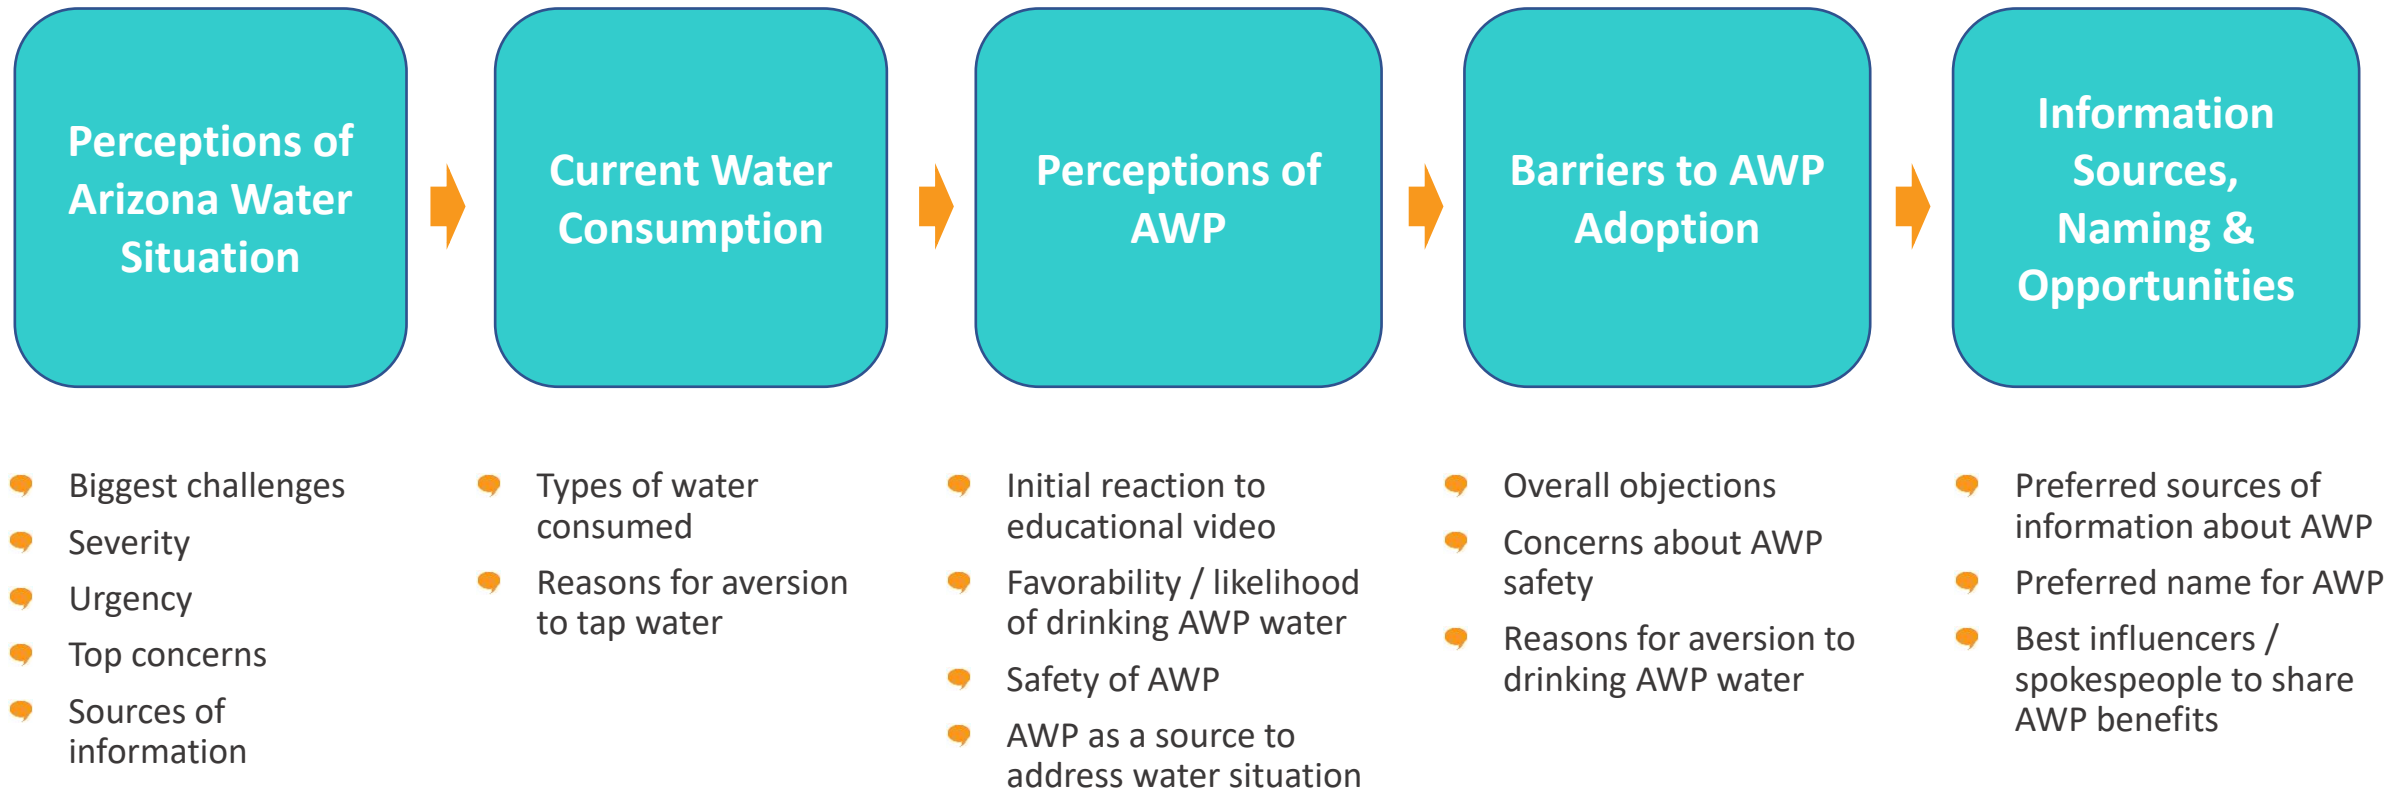 Perceptions of
Arizona Water
Situation
Current Water
Consumption
Perceptions of
AWP
Barriers to AWP
Adoption
Information
Sources,
Naming &
Opportunities
Biggest challenges
Severity
Urgency
Top concerns
Sources of
information
Types of water
consumed
Reasons for aversion
to tap water
Initial reaction to
educational video
Favorability / likelihood
of drinking AWP water
Safety of AWP
AWP as a source to
address water situation
Overall objections
Concerns about AWP
safety
Reasons for aversion to
drinking AWP water
Preferred sources of
information about AWP
Preferred name for AWP
Best influencers /
spokespeople to share
AWP benefits